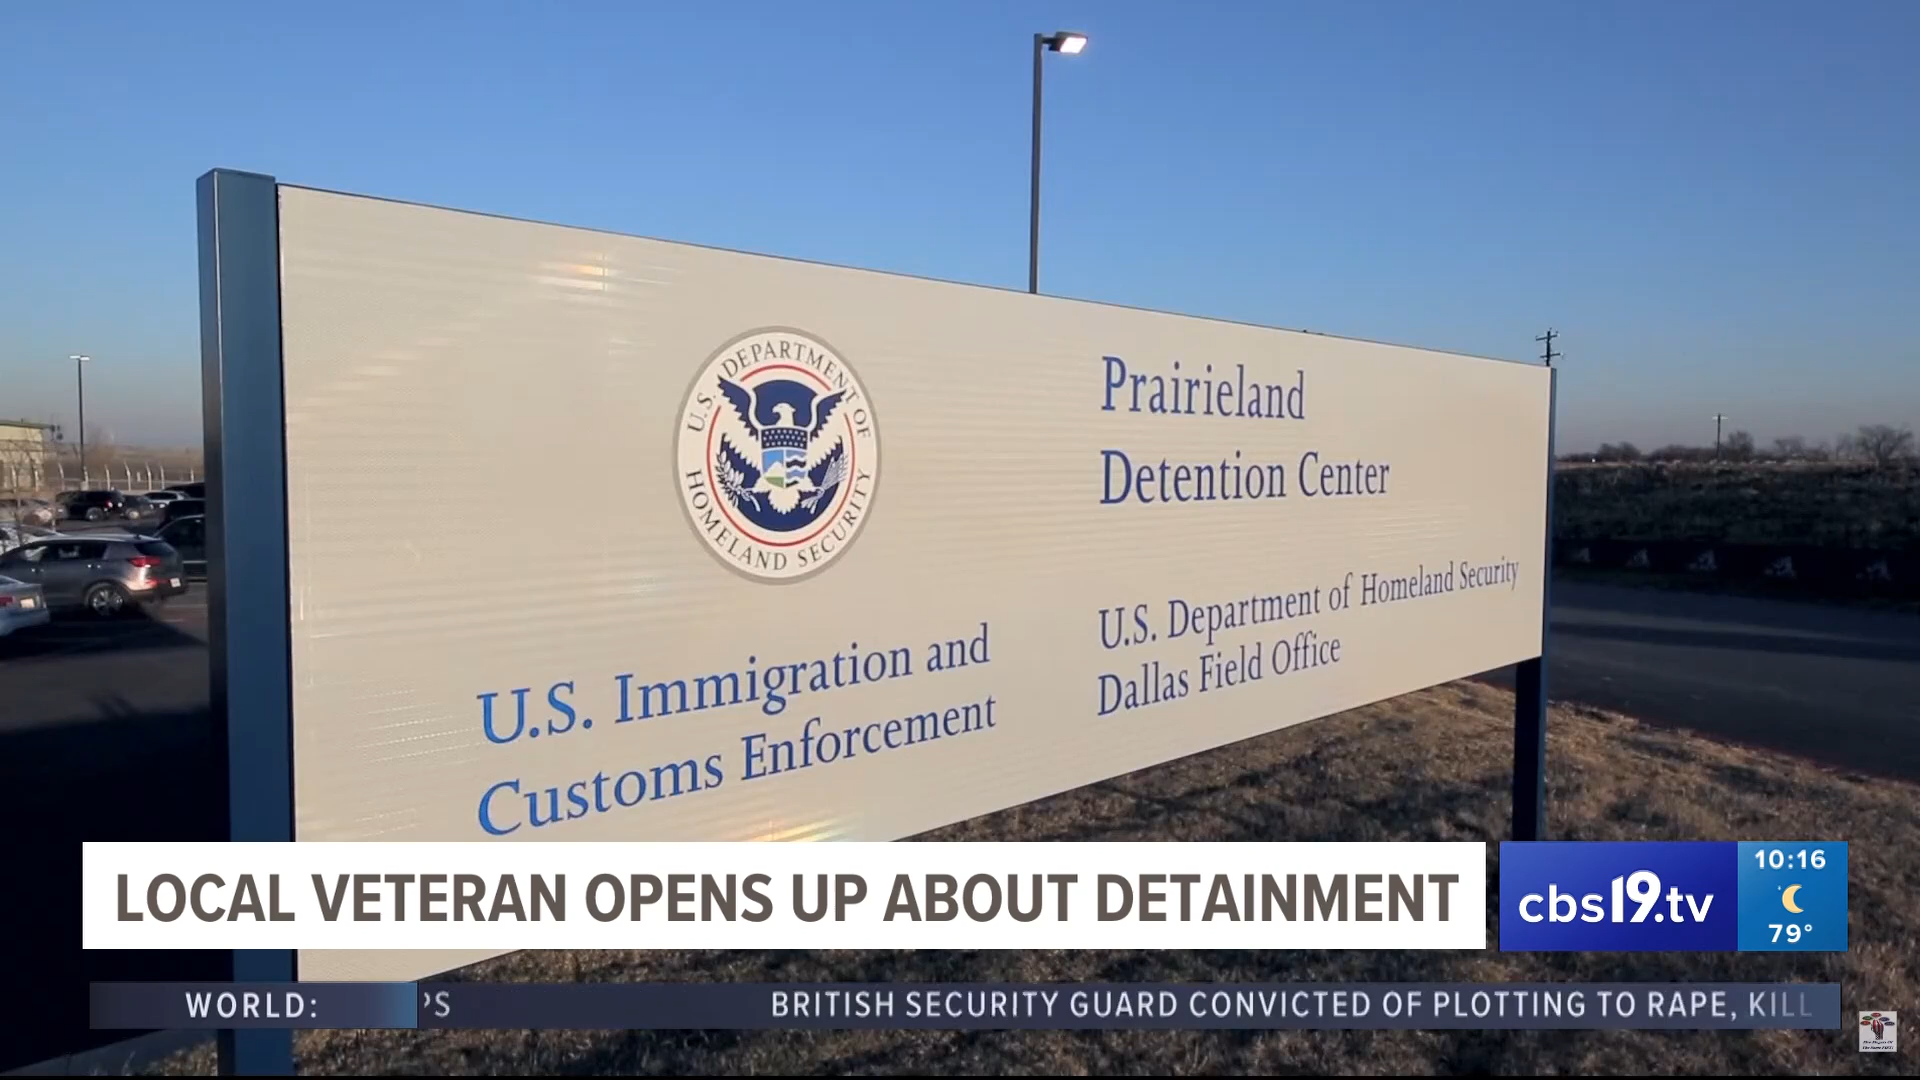 U.S. DEPARTMENT OF
HOMELAND SECURITY
Prairieland
Detention Center
U.S. Immigration and
Customs Enforcement
U.S. Department of Homeland Security
Dallas Field Office
LOCAL VETERAN OPENS UP ABOUT DETAINMENT
cbs19.tv
10:16
79°
WORLD:
PS
BRITISH SECURITY GUARD CONVICTED OF PLOTTING TO RAPE, KILL